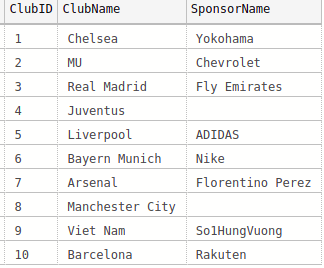 ClubID ClubName SponsorName
1 Chelsea Yokohama
2 MU Chevrolet
3 Real Madrid Fly Emirates
4 Juventus
5 Liverpool ADIDAS
6 Bayern Munich Nike
7 Arsenal Florentino Perez
8 Manchester City
9 Viet Nam So1HungVuong
10 Barcelona Rakuten